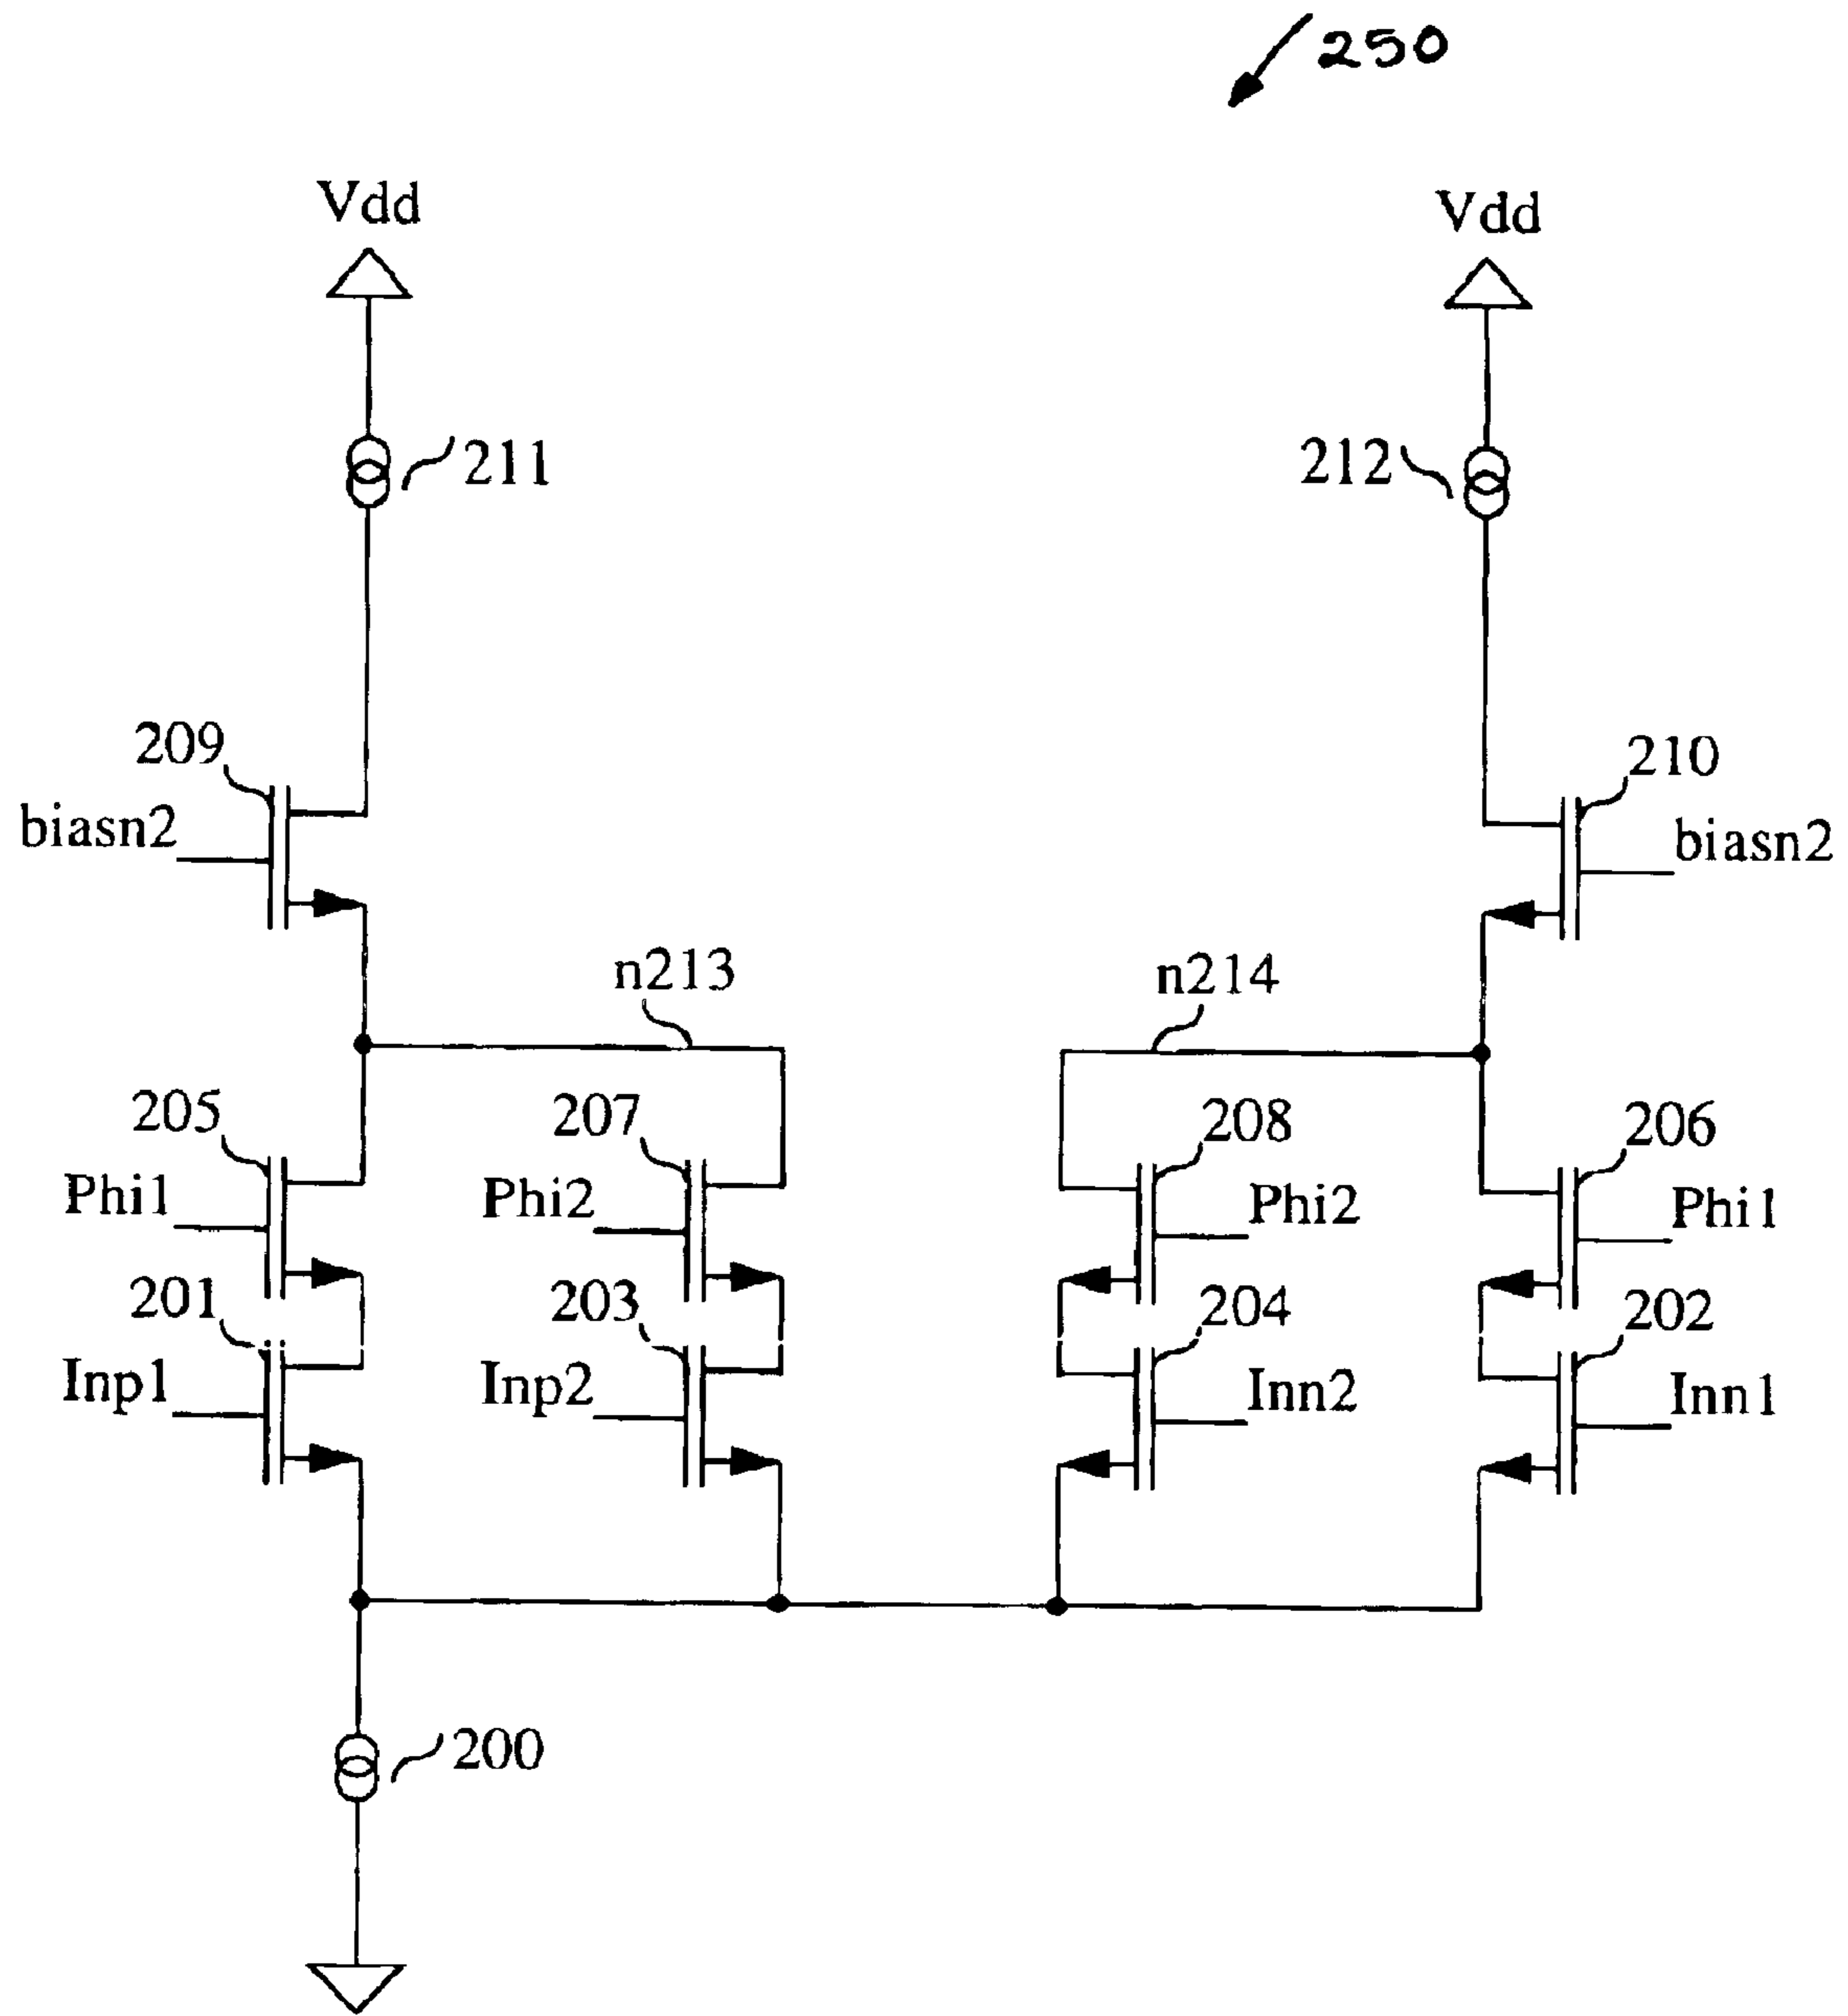 250
Vdd
Vdd
211
212
209
210
biasn2
biasn2
n213
n214
205
207
208
206
Phi1
Phi2
Phi2
Phi1
201
203
204
202
Inp1
Inp2
Inn2
Inn1
200